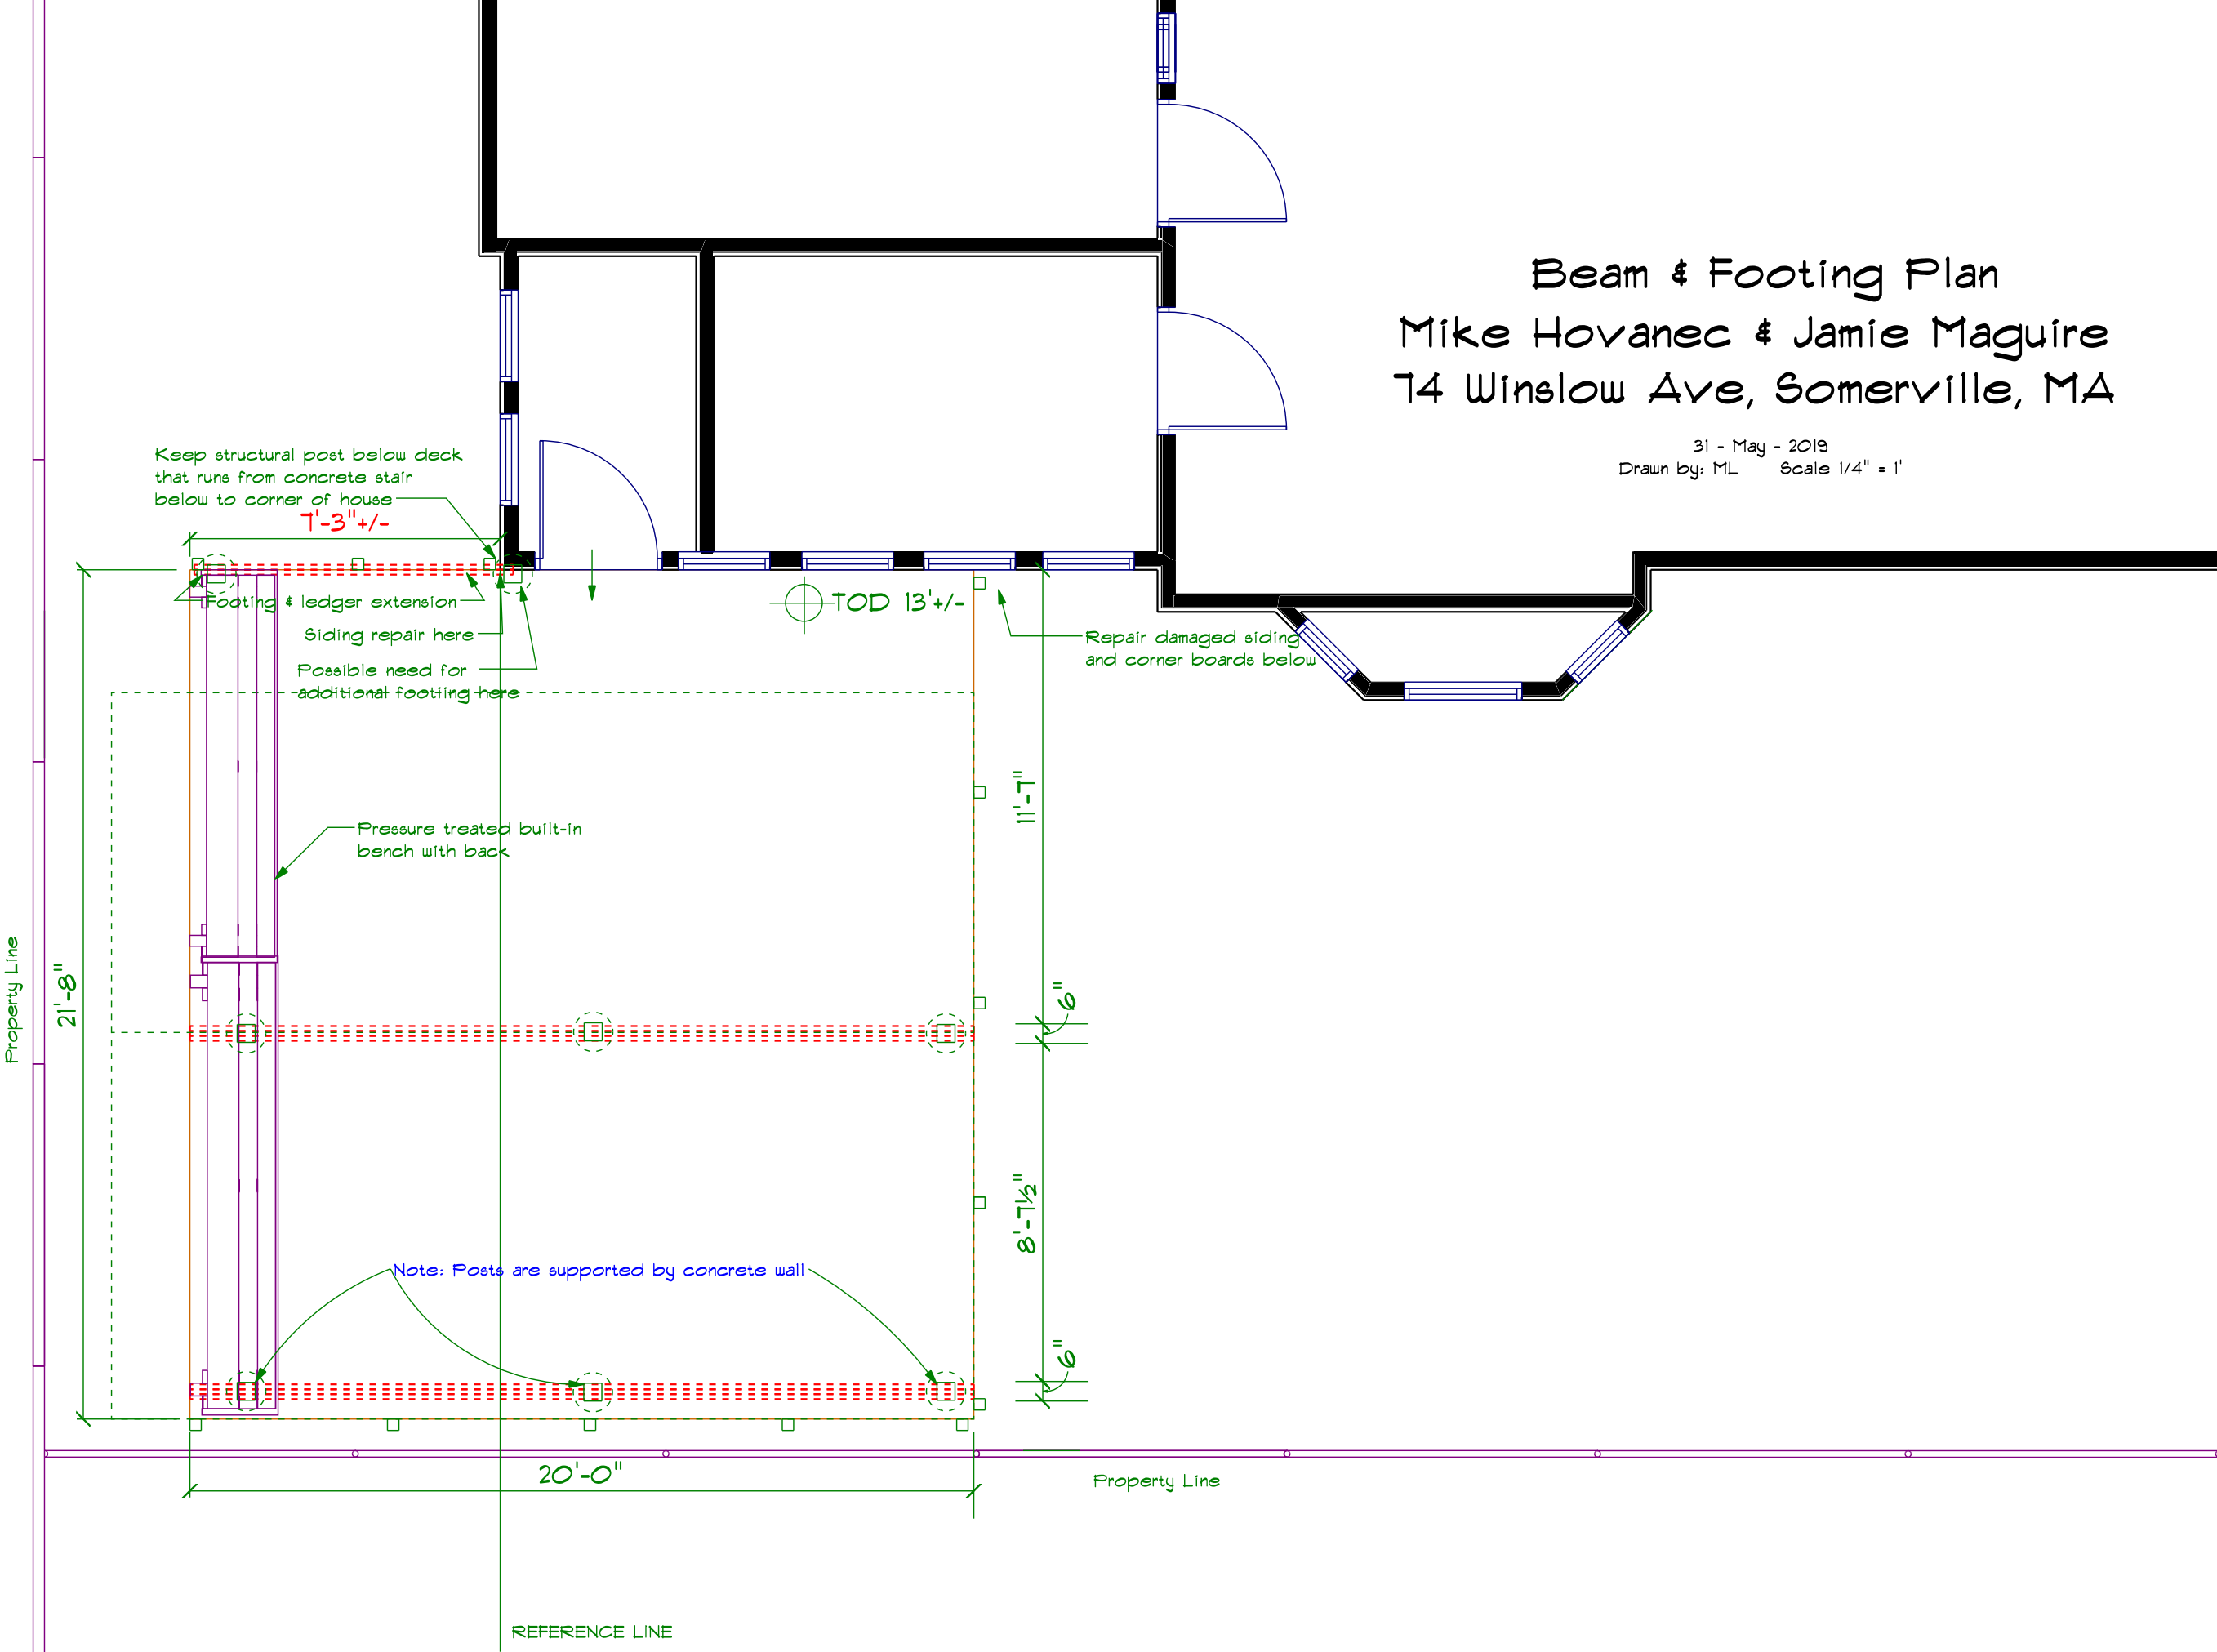 Beam & Footing Plan
Mike Hovanec & Jamie Maguire
74 Winslow Ave, Somerville, MA
31 - May - 2019
Drawn by: ML Scale 1/4" = 1'
Keep structural post below deck
that runs from concrete stair
below to corner of house
7'-3"+/-
Footing & ledger extension
TOD 13'+/-
Siding repair here
Repair damaged siding
and corner boards below
Possible need for
additional footiing here
11'-7"
Pressure treated built-in
bench with back
Property Line
21'-8"
6"
8'-7½"
Note: Posts are supported by concrete wall
6"
20'-0"
Property Line
REFERENCE LINE